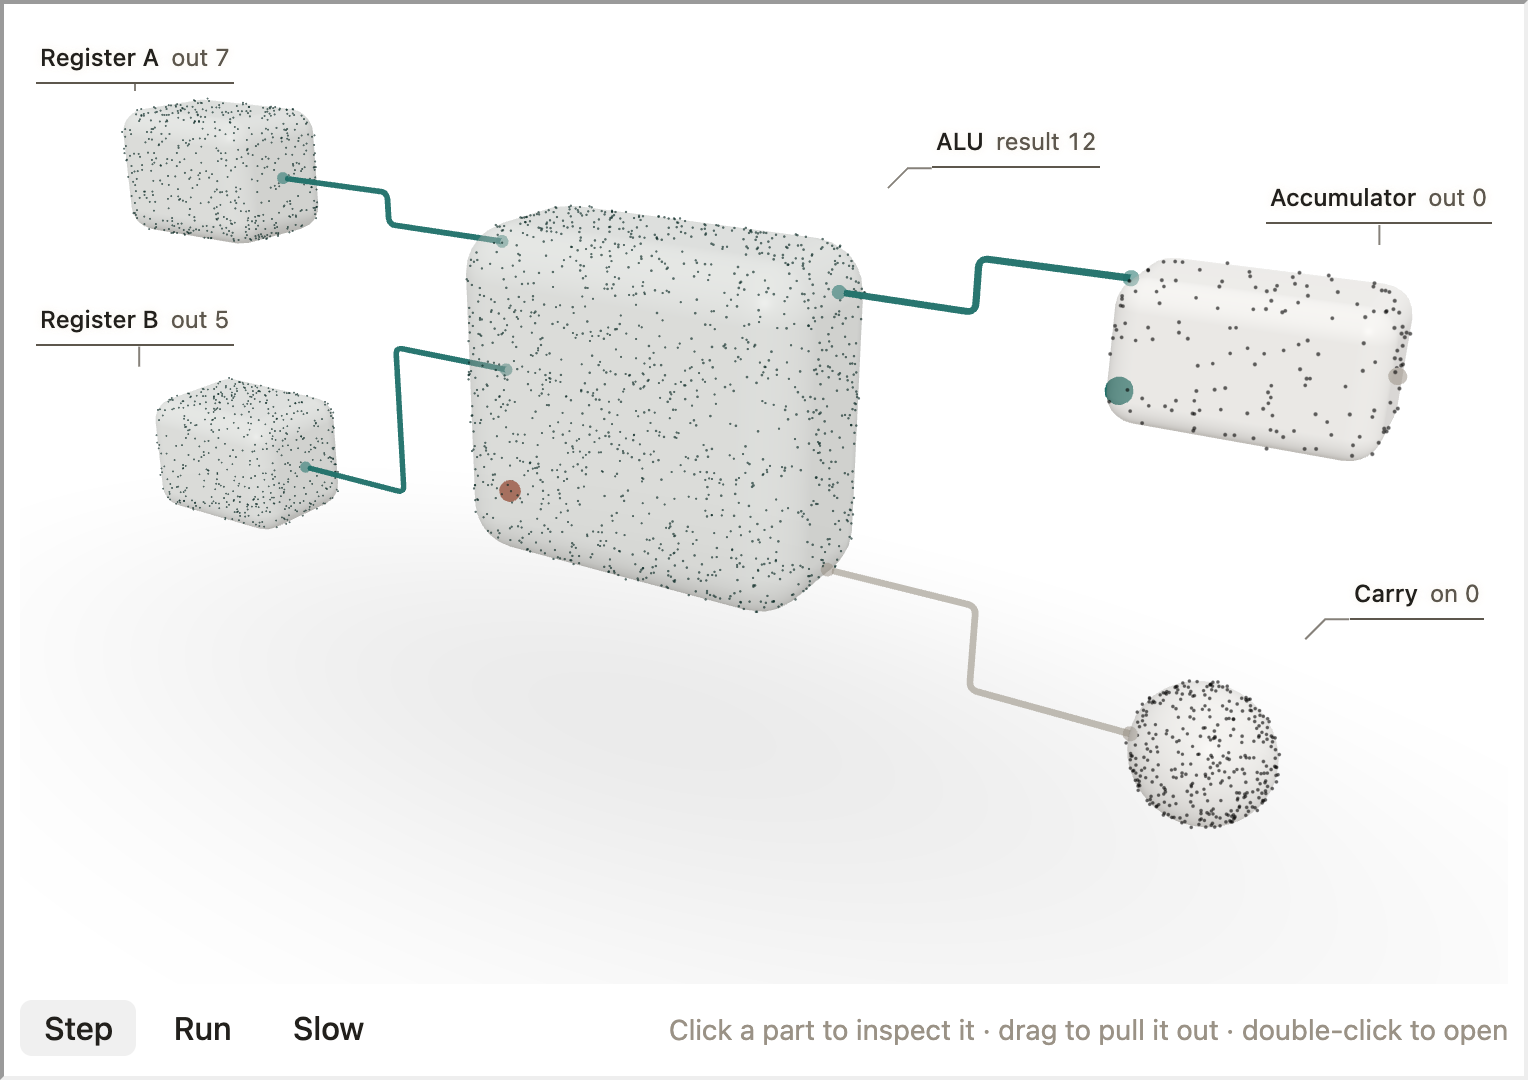 Register A out 7
ALU result 12
Accumulator out 0
Register B out 5
Carry on 0
Step Run Slow
Click a part to inspect it · drag to pull it out · double-click to open